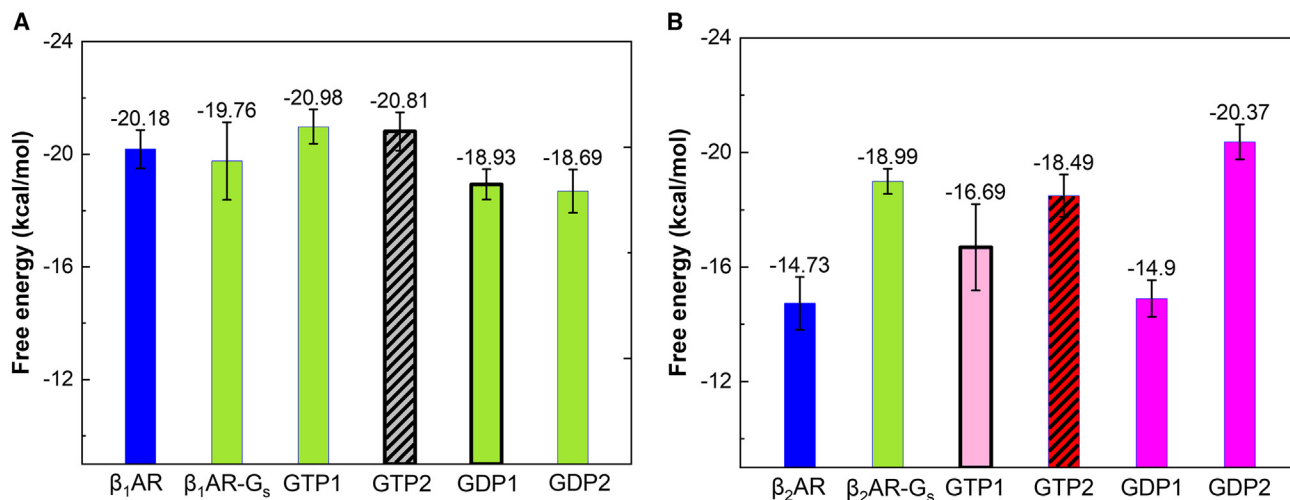 A
Free energy (kcal/mol)
-24
-20
-16
-12
-20.18
-19.76
-20.98
-20.81
-18.93
-18.69
β₁AR
β₁AR-Gₛ
GTP1
GTP2
GDP1
GDP2
B
Free energy (kcal/mol)
-24
-20
-16
-12
-14.73
-18.99
-16.69
-18.49
-14.9
-20.37
β₂AR
β₂AR-Gₛ
GTP1
GTP2
GDP1
GDP2